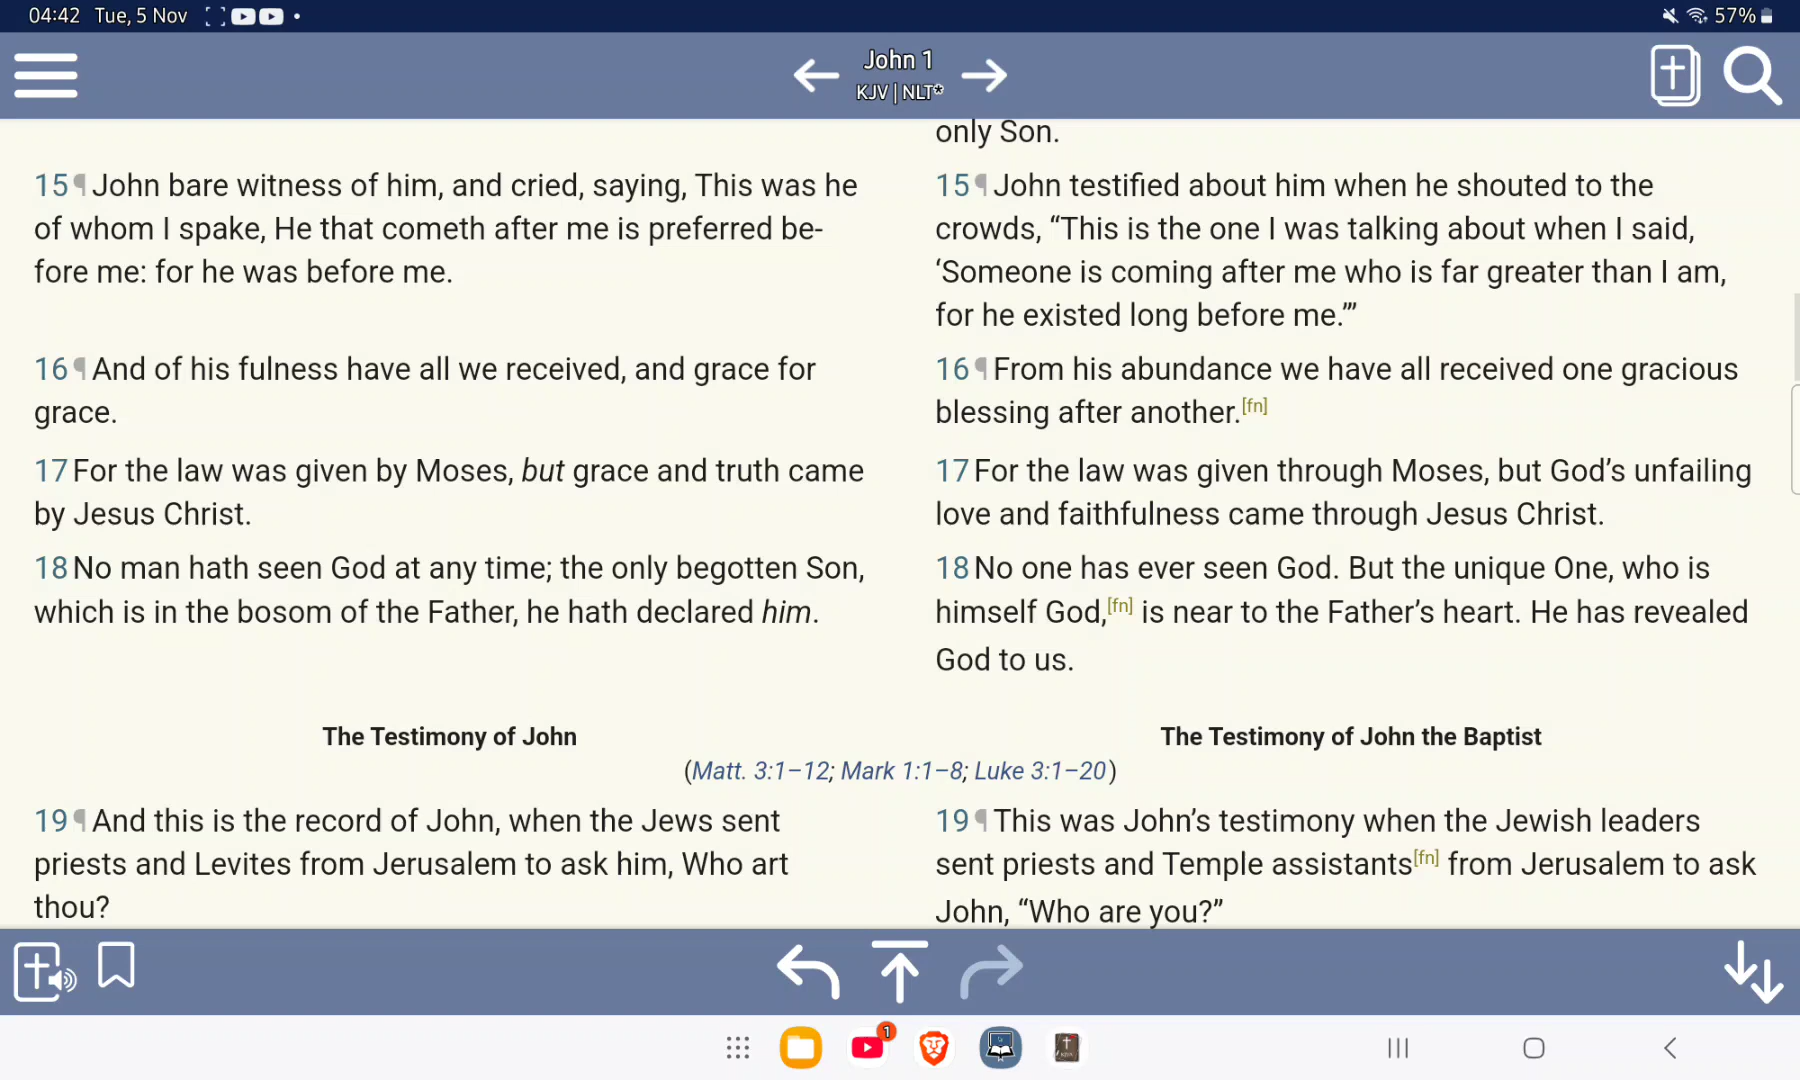 04:42 Tue, 5 Nov
57%
John 1
KJV | NLT*
only Son.
15 ¶ John bare witness of him, and cried, saying, This was he
of whom I spake, He that cometh after me is preferred be-
fore me: for he was before me.
16 ¶ And of his fulness have all we received, and grace for
grace.
17 For the law was given by Moses, but grace and truth came
by Jesus Christ.
18 No man hath seen God at any time; the only begotten Son,
which is in the bosom of the Father, he hath declared him.
The Testimony of John
15 ¶ John testified about him when he shouted to the
crowds, “This is the one I was talking about when I said,
‘Someone is coming after me who is far greater than I am,
for he existed long before me.’”
16 ¶ From his abundance we have all received one gracious
blessing after another.[fn]
17 For the law was given through Moses, but God’s unfailing
love and faithfulness came through Jesus Christ.
18 No one has ever seen God. But the unique One, who is
himself God,[fn] is near to the Father’s heart. He has revealed
God to us.
The Testimony of John the Baptist
(Matt. 3:1–12; Mark 1:1–8; Luke 3:1–20)
19 ¶ And this is the record of John, when the Jews sent
priests and Levites from Jerusalem to ask him, Who art
thou?
19 ¶ This was John’s testimony when the Jewish leaders
sent priests and Temple assistants[fn] from Jerusalem to ask
John, “Who are you?”
1